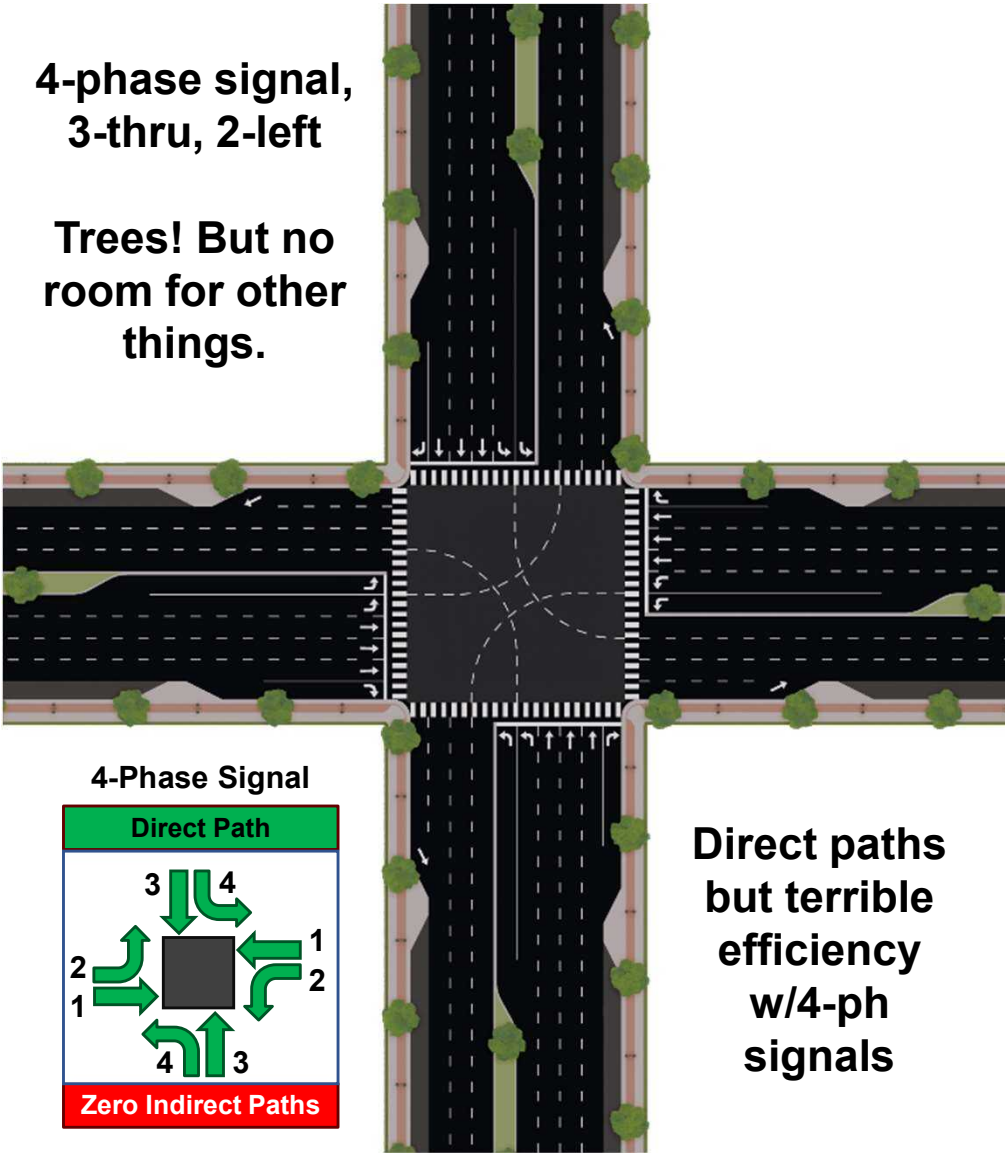 4-phase signal,
3-thru, 2-left
Trees! But no
room for other
things.
4-Phase Signal
Direct Path
3 4
1
2
2
1
4 3
Zero Indirect Paths
Direct paths
but terrible
efficiency
w/4-ph
signals